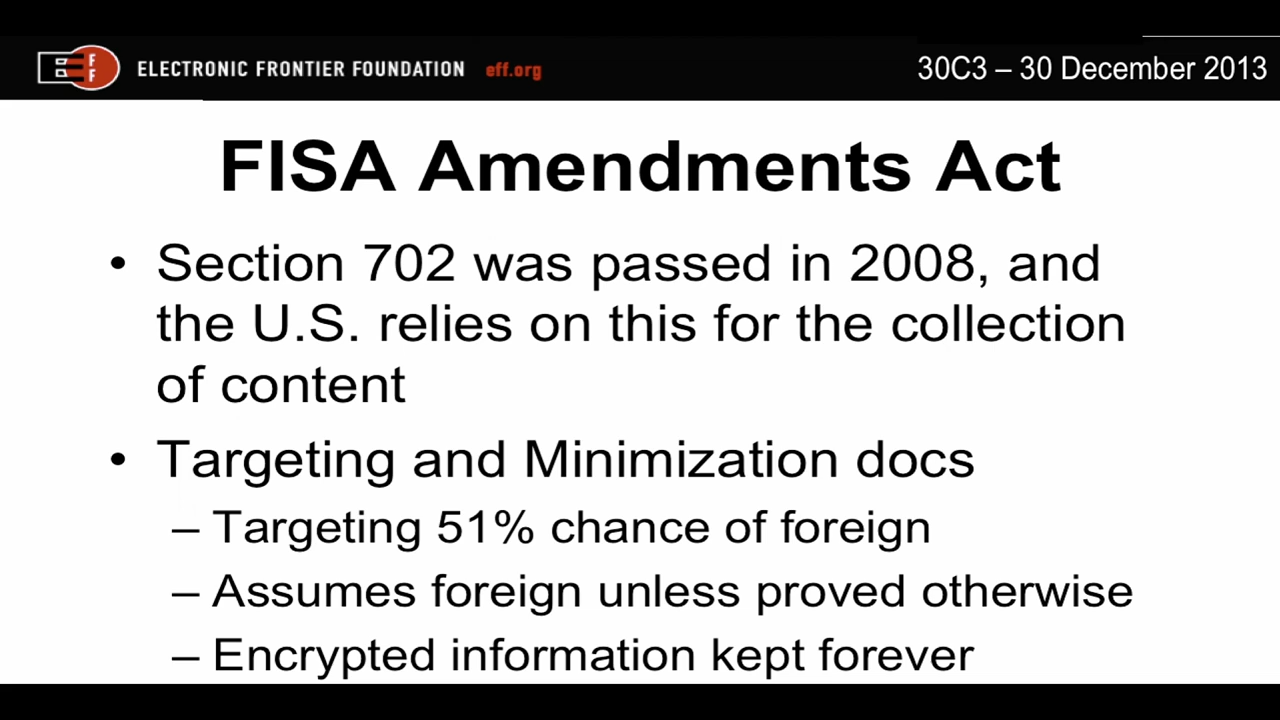 ELECTRONIC FRONTIER FOUNDATION eff.org
30C3 – 30 December 2013
FISA Amendments Act
• Section 702 was passed in 2008, and
the U.S. relies on this for the collection
of content
• Targeting and Minimization docs
– Targeting 51% chance of foreign
– Assumes foreign unless proved otherwise
– Encrypted information kept forever